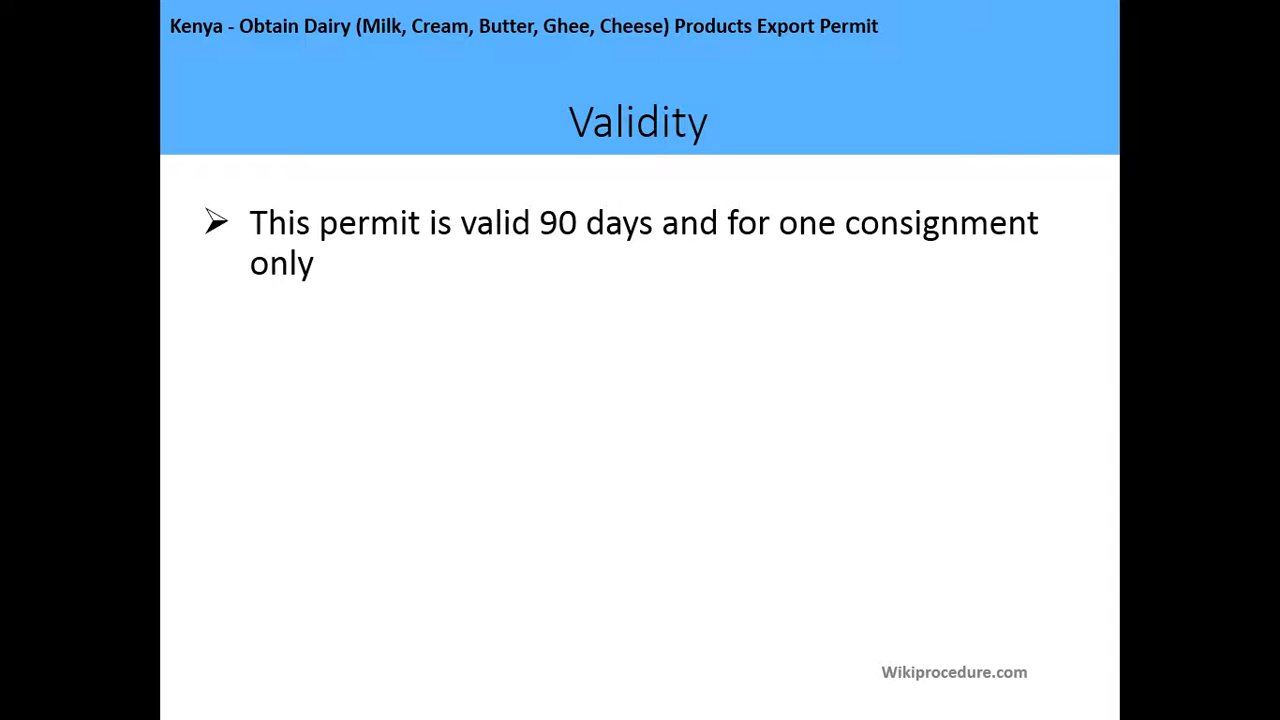 Kenya - Obtain Dairy (Milk, Cream, Butter, Ghee, Cheese) Products Export Permit
Validity
➢ This permit is valid 90 days and for one consignment
only
Wikiprocedure.com